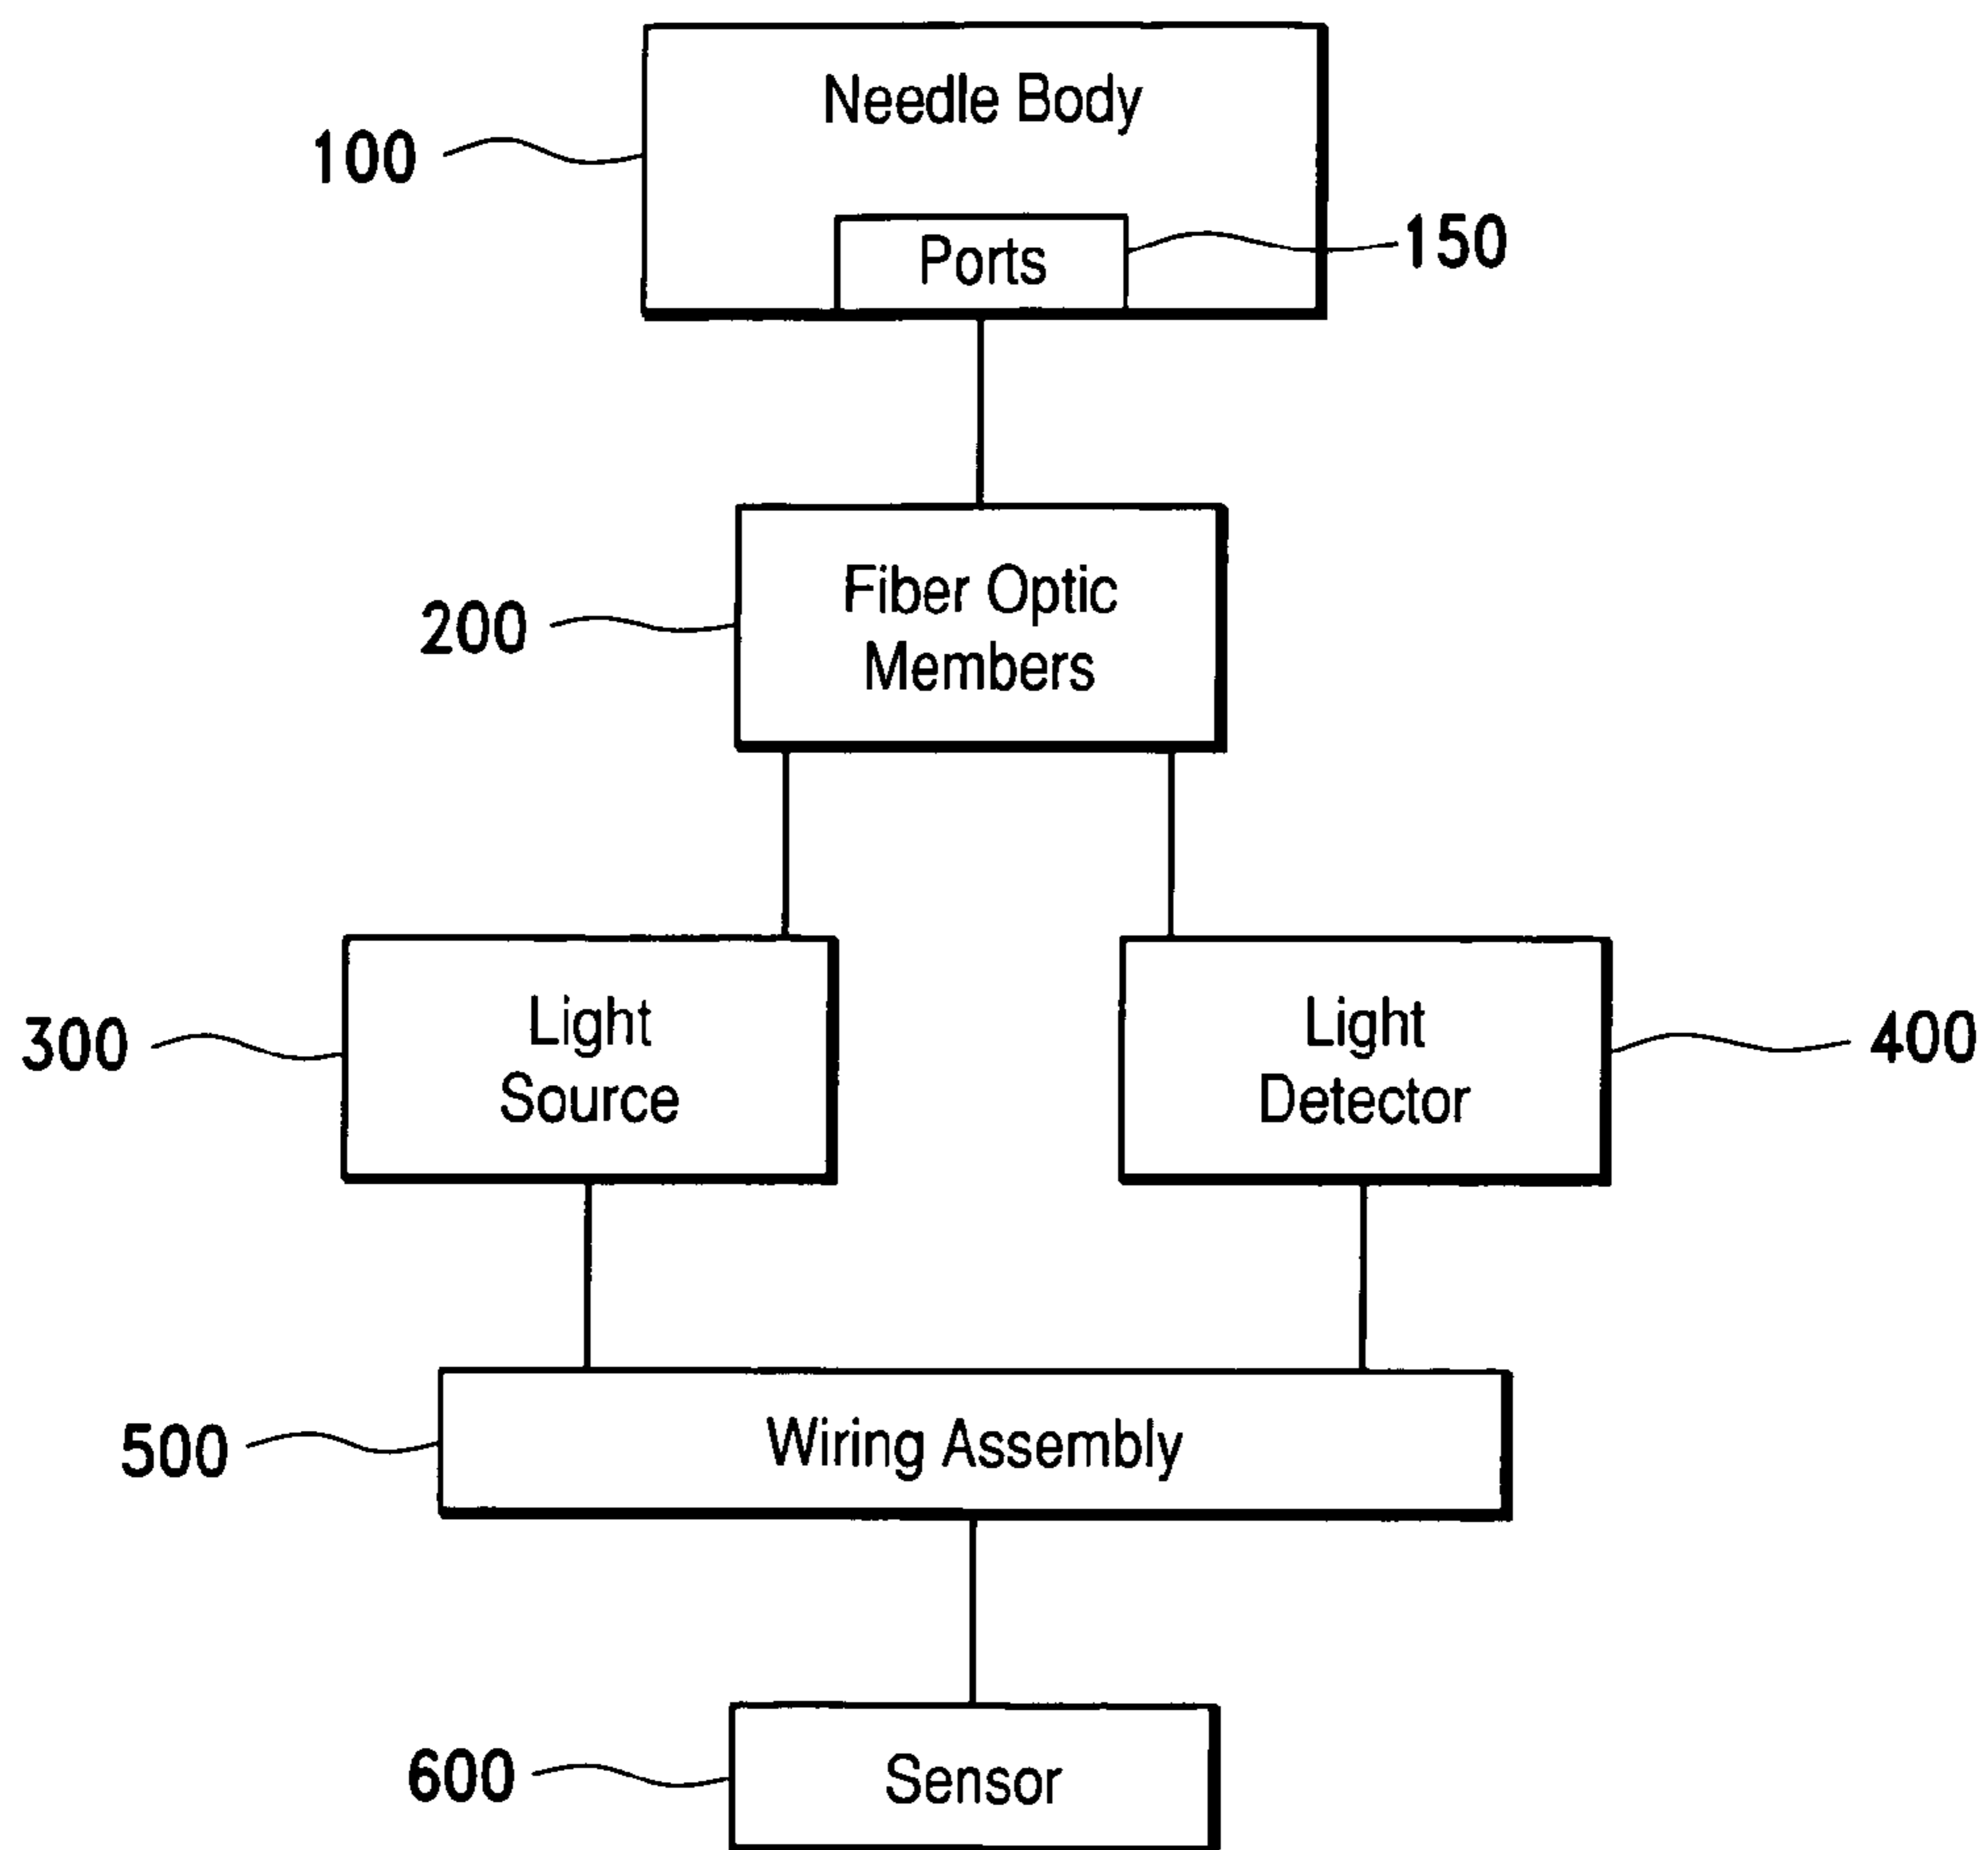 Needle Body
100
Ports
150
Fiber Optic
Members
200
Light
Source
300
Light
Detector
400
Wiring Assembly
500
Sensor
600